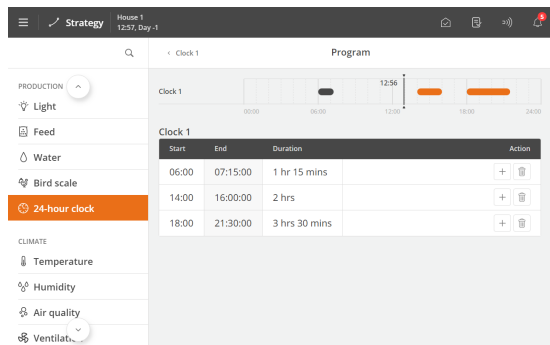 Strategy
House 1
12:57, Day -1
5
PRODUCTION
Light
Feed
Water
Bird scale
24-hour clock
CLIMATE
Temperature
Humidity
Air quality
< Clock 1
Program
Clock 1
12:56
00:00 06:00 12:00 18:00 24:00
Clock 1
Start End Duration Action
06:00 07:15:00 1 hr 15 mins
14:00 16:00:00 2 hrs
18:00 21:30:00 3 hrs 30 mins